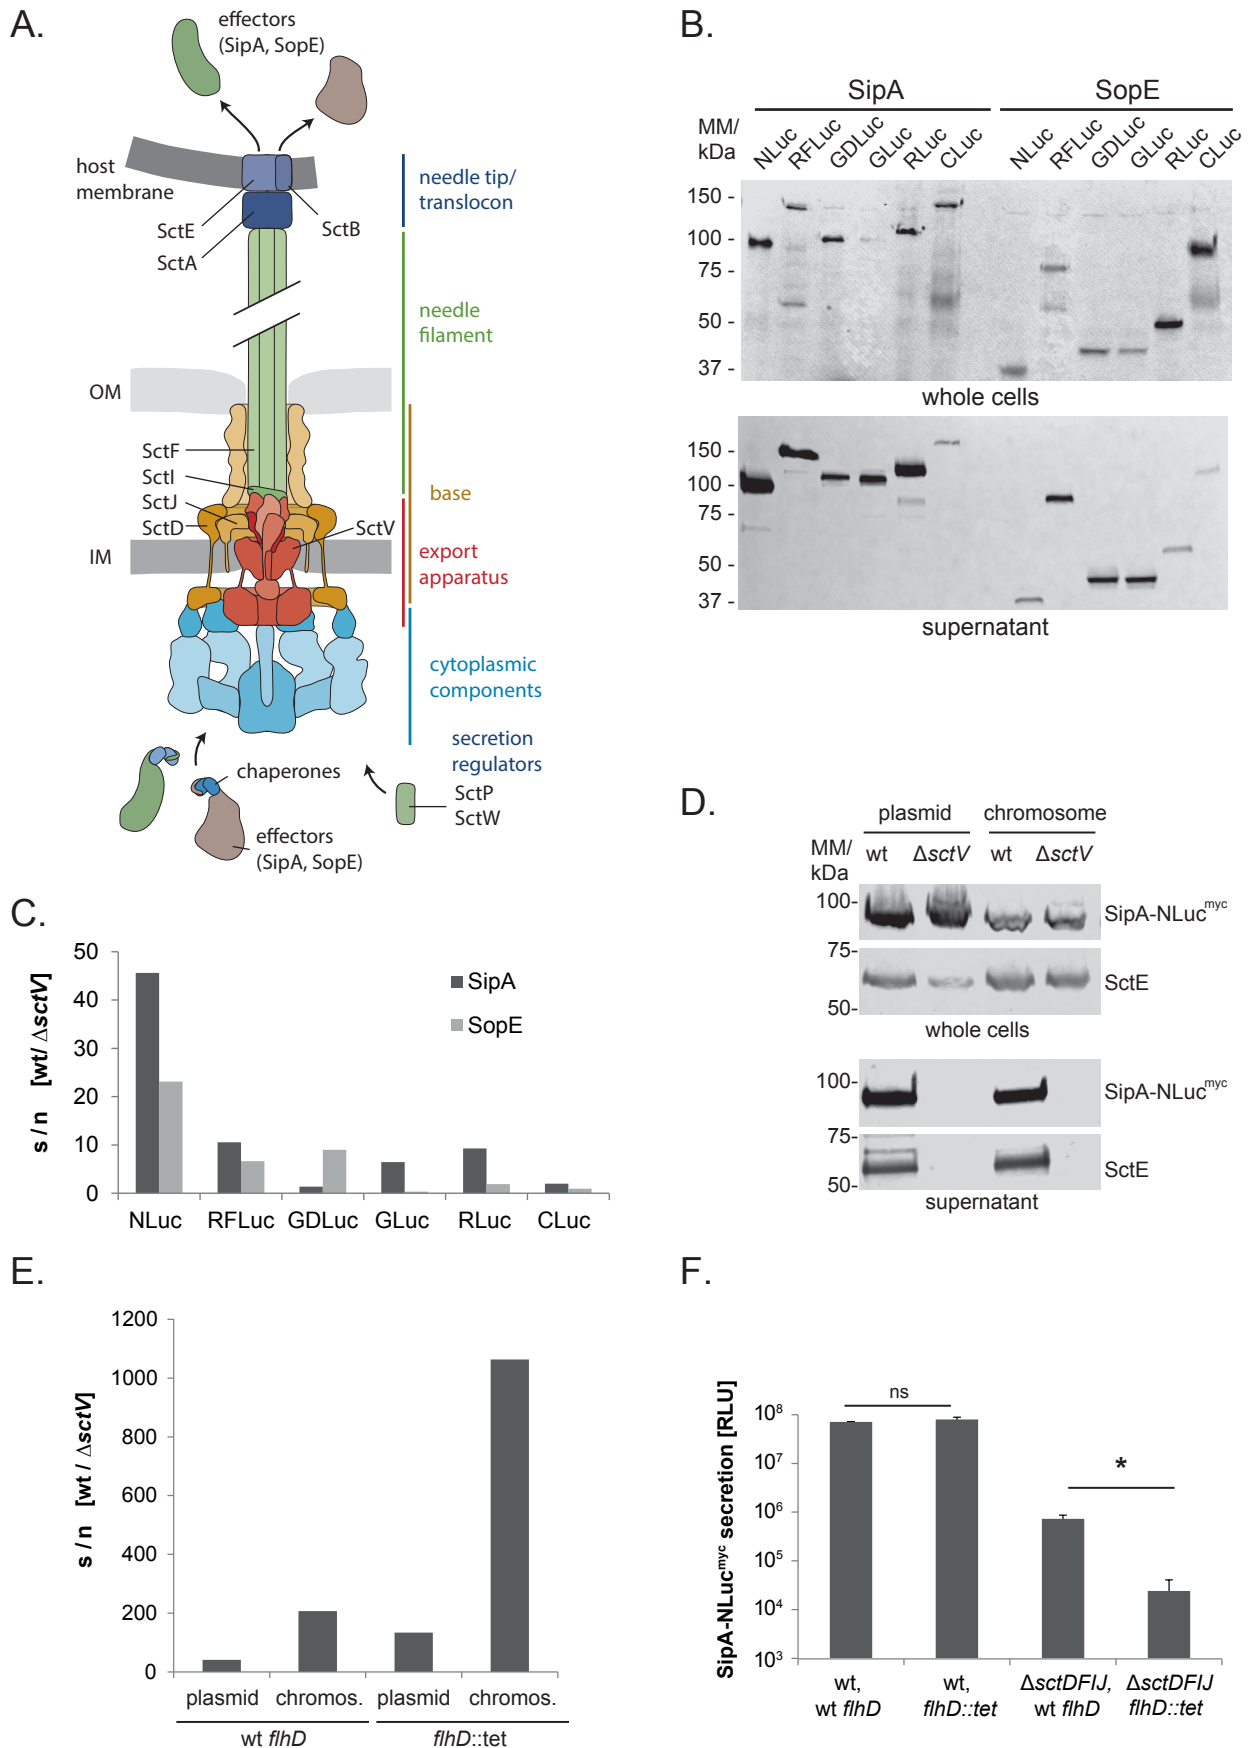 A.
effectors
(SipA, SopE)
host
membrane
SctE
SctA
SctB
needle tip/
translocon
needle
filament
OM
SctF
SctI
SctJ
SctD
SctV
IM
base
export
apparatus
cytoplasmic
components
secretion
regulators
chaperones
SctP
SctW
effectors
(SipA, SopE)
B.
SipA SopE
MM/
kDa
NLuc RFLuc GDLuc GLuc RLuc CLuc NLuc RFLuc GDLuc GLuc RLuc CLuc
150 -
100 -
75 -
50 -
37 -
whole cells
150 -
100 -
75 -
50 -
37 -
supernatant
C.
s / n [wt/ ΔsctV]
50
40
30
20
10
0
SipA
SopE
NLuc RFLuc GDLuc GLuc RLuc CLuc
D.
plasmid chromosome
MM/
kDa
wt ΔsctV wt ΔsctV
100-
SipA-NLucmyc
75-
SctE
50-
whole cells
100-
SipA-NLucmyc
75-
SctE
50-
supernatant
E.
s / n [wt / ΔsctV]
1200
1000
800
600
400
200
0
plasmid chromos. plasmid chromos.
wt flhD flhD::tet
F.
SipA-NLucmyc secretion [RLU]
10^8
10^7
10^6
10^5
10^4
10^3
ns
*
wt, wt, ΔsctDFIJ, ΔsctDFIJ
wt flhD flhD::tet wt flhD flhD::tet